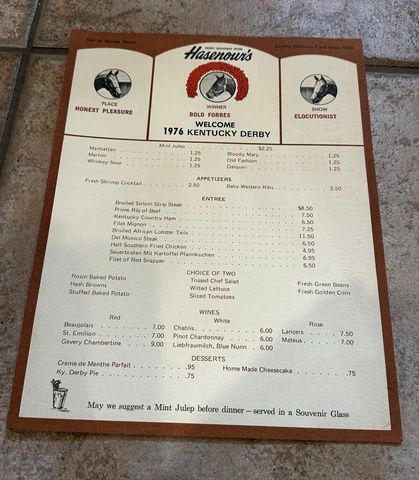 Oak at Barrett Street
Hasenour's
Serving Delicious Food Since
PLACE
HONEST PLEASURE
WINNER
BOLD FORBES
SHOW
ELOCUTIONIST
WELCOME
1976 KENTUCKY DERBY
Mint Julep . . . . . . . . $2.25
Manhattan . . . . . . . . 1.25 Bloody Mary . . . . . . . . 1.25
Martini . . . . . . . . 1.25 Old Fashion . . . . . . . . 1.25
Whiskey Sour . . . . . . . . 1.25 Daiquiri . . . . . . . . 1.25
APPETIZERS
Fresh Shrimp Cocktail . . . . 2.50 Baby Western Ribs . . . . 2.50
ENTREE
Broiled Sirloin Strip Steak . . . . . . . . $8.50
Prime Rib of Beef . . . . . . . . 7.50
Kentucky Country Ham . . . . . . . . 6.50
Filet Mignon . . . . . . . . 7.25
Broiled African Lobster Tails . . . . . . . . 11.50
Del Monico Steak . . . . . . . . 6.50
Half Southern Fried Chicken . . . . . . . . 4.95
Sauerbraten Mit Kartoffel Pfannkuchen . . . . . . . . 6.95
Filet of Red Snapper . . . . . . . . 6.50
CHOICE OF TWO
Rosin Baked Potato Tossed Chef Salad Fresh Green Beans
Hash Browns Wilted Lettuce Fresh Golden Corn
Stuffed Baked Potato Sliced Tomatoes
WINES
Red White Rose
Beaujolais . . . . 7.00 Chablis . . . . 6.00 Lancers . . . . 7.50
St. Emilion . . . . 7.00 Pinot Chardonnay . . . . 6.00 Mateus . . . . 7.00
Gevery Chambertine . . . . 9.00 Liebfraumilch, Blue Nunn . . 6.00
DESSERTS
Creme de Menthe Parfait . . . . .95 Home Made Cheesecake . . . . .75
Ky. Derby Pie . . . . .75
May we suggest a Mint Julep before dinner – served in a Souvenir Glass